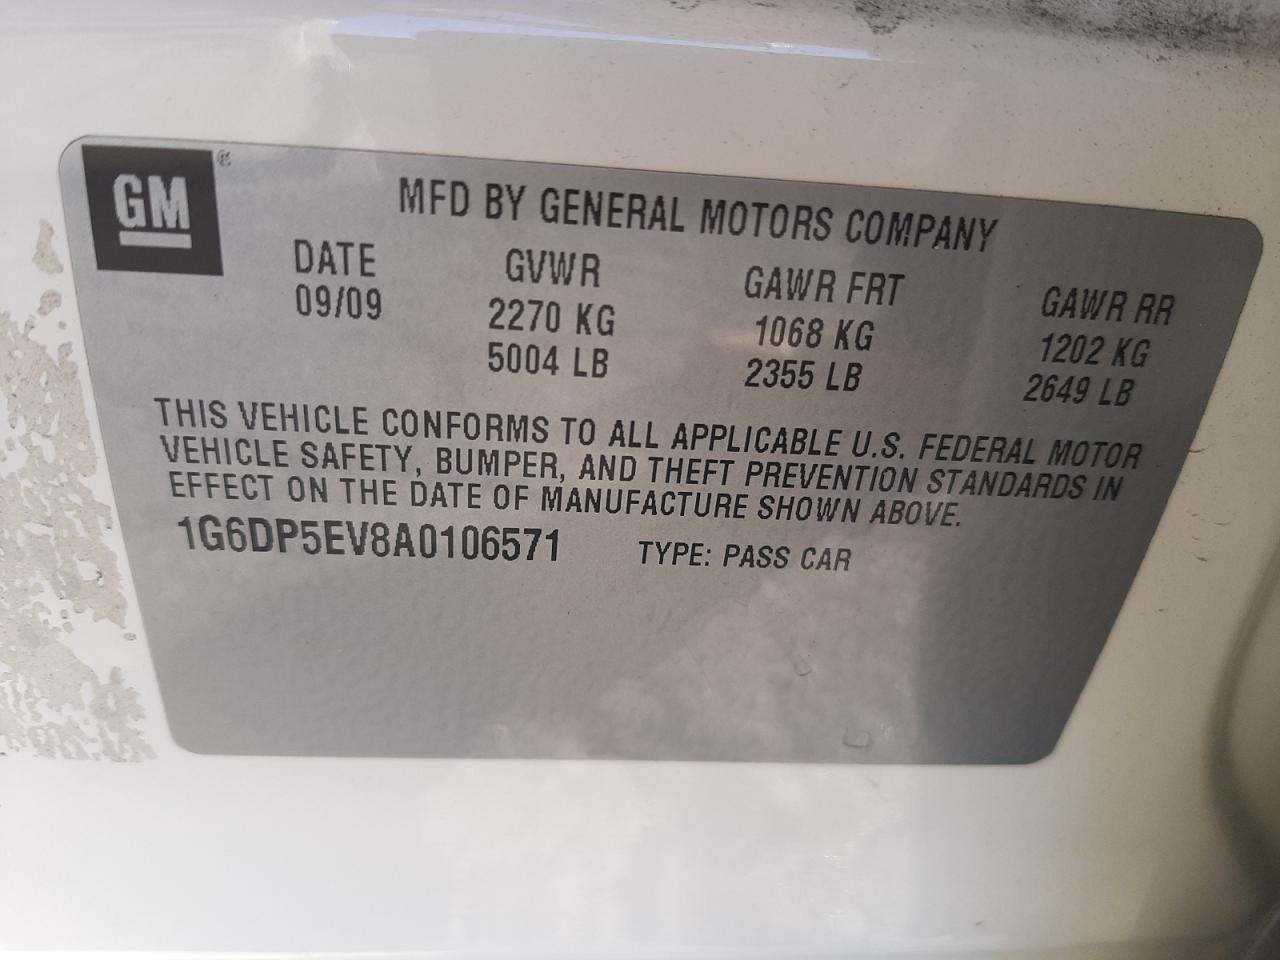 GM®
MFD BY GENERAL MOTORS COMPANY
DATE GVWR GAWR FRT GAWR RR
09/09 2270 KG 1068 KG 1202 KG
5004 LB 2355 LB 2649 LB
THIS VEHICLE CONFORMS TO ALL APPLICABLE U.S. FEDERAL MOTOR
VEHICLE SAFETY, BUMPER, AND THEFT PREVENTION STANDARDS IN
EFFECT ON THE DATE OF MANUFACTURE SHOWN ABOVE.
1G6DP5EV8A0106571 TYPE: PASS CAR